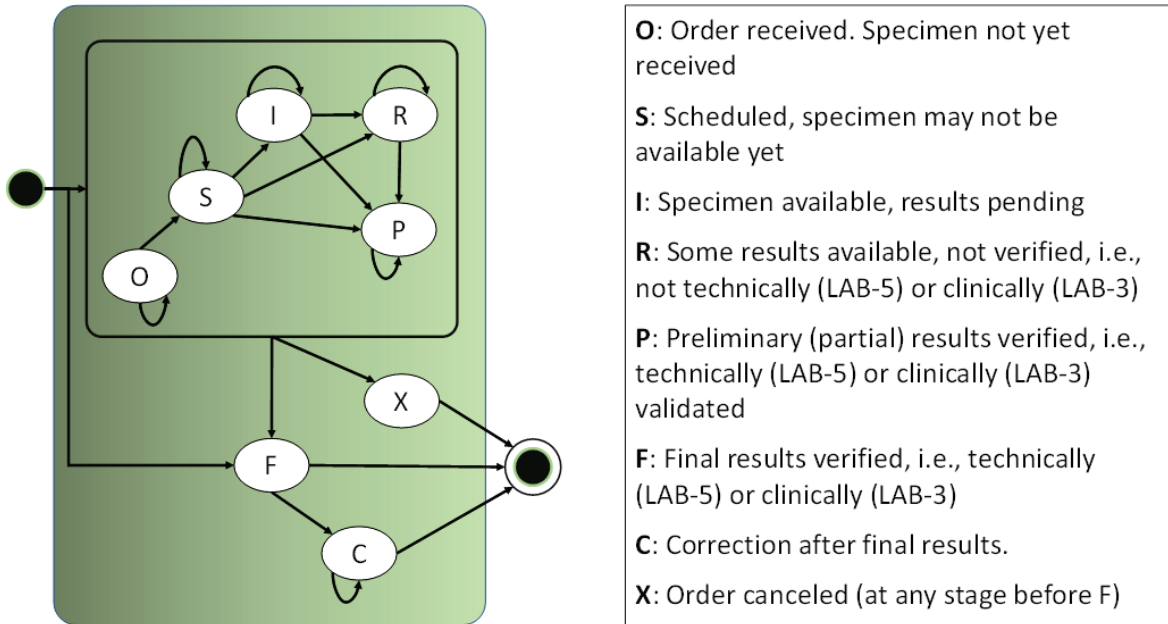 I
R
S
P
O
X
F
C
O: Order received. Specimen not yet
received
S: Scheduled, specimen may not be
available yet
I: Specimen available, results pending
R: Some results available, not verified, i.e.,
not technically (LAB-5) or clinically (LAB-3)
P: Preliminary (partial) results verified, i.e.,
technically (LAB-5) or clinically (LAB-3)
validated
F: Final results verified, i.e., technically
(LAB-5) or clinically (LAB-3)
C: Correction after final results.
X: Order canceled (at any stage before F)